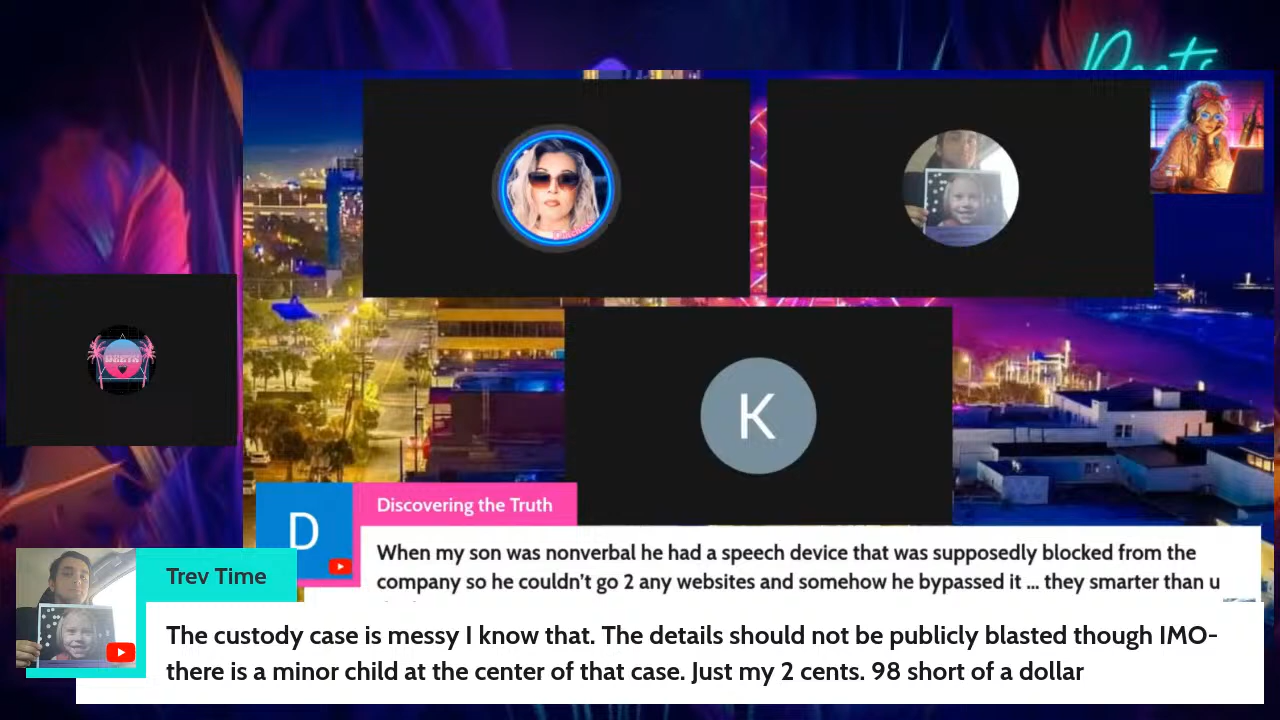 K
D
Discovering the Truth
When my son was nonverbal he had a speech device that was supposedly blocked from the
company so he couldn't go 2 any websites and somehow he bypassed it ... they smarter than u
Trev Time
The custody case is messy I know that. The details should not be publicly blasted though IMO-
there is a minor child at the center of that case. Just my 2 cents. 98 short of a dollar